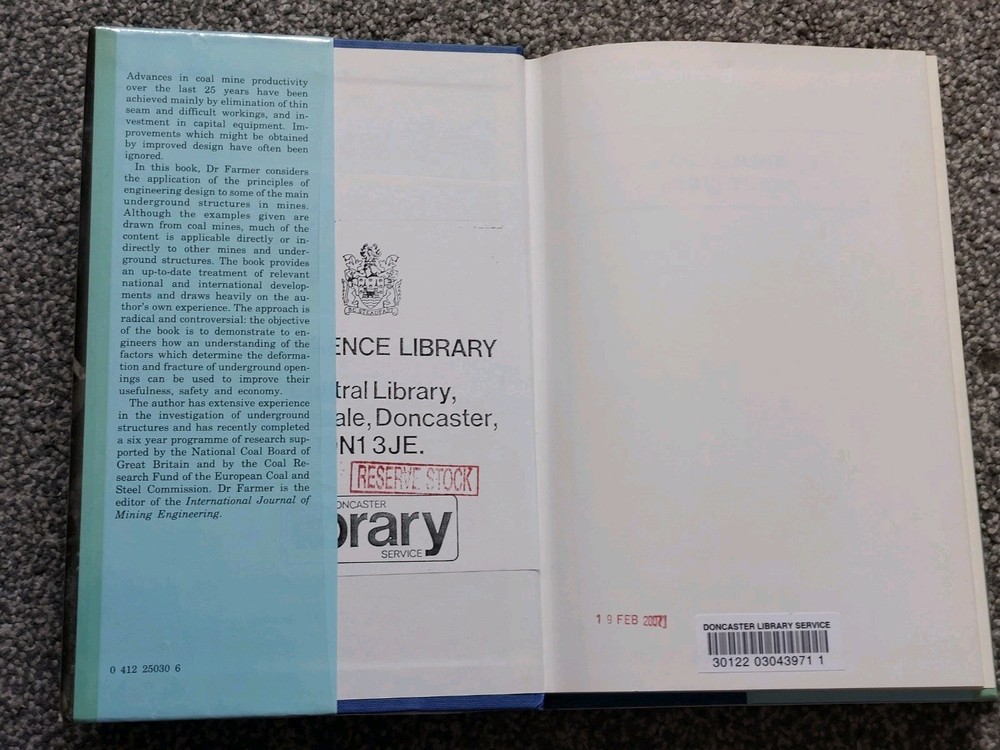 Advances in coal mine productivity
over the last 25 years have been
achieved mainly by elimination of thin
seam and difficult workings, and in-
vestment in capital equipment. Im-
provements which might be obtained
by improved design have often been
ignored.
In this book, Dr Farmer considers
the application of the principles of
engineering design to some of the main
underground structures in mines.
Although the examples given are
drawn from coal mines, much of the
content is applicable directly or in-
directly to other mines and under-
ground structures. The book provides
an up-to-date treatment of relevant
national and international develop-
ments and draws heavily on the au-
thor's own experience. The approach is
radical and controversial: the objective
of the book is to demonstrate to en-
gineers how an understanding of the
factors which determine the deforma-
tion and fracture of underground open-
ings can be used to improve their
usefulness, safety and economy.
The author has extensive experience
in the investigation of underground
structures and has recently completed
a six year programme of research sup-
ported by the National Coal Board of
Great Britain and by the Coal Re-
search Fund of the European Coal and
Steel Commission. Dr Farmer is the
editor of the International Journal of
Mining Engineering.
0 412 25030 6
ENCE LIBRARY
tral Library,
ale, Doncaster,
N1 3JE.
RESERVE STOCK
ONCASTER
brary
SERVICE
19 FEB 2007
DONCASTER LIBRARY SERVICE
30122 03043971 1